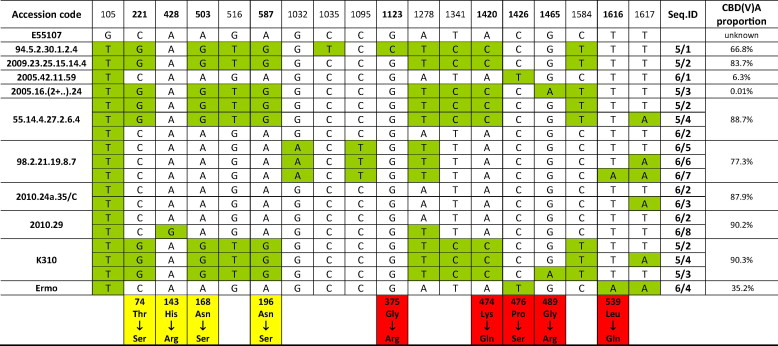 Accession code 105 221 428 503 516 587 1032 1035 1095 1123 1278 1341 1420 1426 1465 1584 1616 1617 Seq.ID CBD(V)A proportion
E55107 G C A A G A G C C G A T A C G C T T unknown
94.5.2.30.1.2.4 T G A G T G G T C C T C C C G T T T 5/1 66.8%
2009.23.25.15.14.4 T G A G T G G C C G T C C C G T T T 5/2 83.7%
2005.42.11.59 T C A A G A G C C G A T A T G C T T 6/1 6.3%
2005.16.(2+..).24 T G A G T G G C C G T C C C A T T T 5/3 0.01%
T G A G T G G C C G T C C C G T T T 5/2
55.14.4.27.2.6.4 T G A G T G G C C G T C C C G T T A 5/4 88.7%
T C A A G A G C C G A T A C G C T T 6/2
T C A A G A A C T G T T A C G C T T 6/5
98.2.21.19.8.7 T C A A G A A C T G T T A C G C T A 6/6 77.3%
T C A A G A A C T G T T A C G C A A 6/7
2010.24a.35/C T C A A G A G C C G A T A C G C T T 6/2 87.9%
T C A A G A G C C G A T A C G C T A 6/3
2010.29 T C A A G A G C C G A T A C G C T T 6/2 90.2%
T C G A G A G C C G T T A C G C T T 6/8
T G A G T G G C C G T C C C G T T T 5/2
K310 T G A G T G G C C G T C C C G T T A 5/4 90.3%
T G A G T G G C C G T C C C A T T T 5/3
Ermo T C A A G A G C C G A T A T G C A A 6/4 35.2%
74 143 168 196 375 474 476 489 539
Thr His Asn Asn Gly Lys Pro Gly Leu
↓ ↓ ↓ ↓ ↓ ↓ ↓ ↓ ↓
Ser Arg Ser Ser Arg Gln Ser Arg Gln